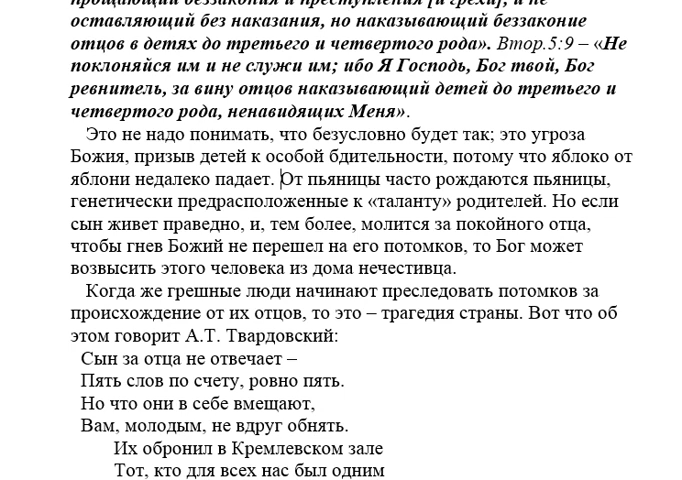 прощающий беззакония и преступления [и грехи], и не
оставляющий без наказания, но наказывающий беззаконие
отцов в детях до третьего и четвертого рода». Втор.5:9 – «Не
поклоняйся им и не служи им; ибо Я Господь, Бог твой, Бог
ревнитель, за вину отцов наказывающий детей до третьего и
четвертого рода, ненавидящих Меня».
Это не надо понимать, что безусловно будет так; это угроза
Божия, призыв детей к особой бдительности, потому что яблоко от
яблони недалеко падает. От пьяницы часто рождаются пьяницы,
генетически предрасположенные к «таланту» родителей. Но если
сын живет праведно, и, тем более, молится за покойного отца,
чтобы гнев Божий не перешел на его потомков, то Бог может
возвысить этого человека из дома нечестивца.
Когда же грешные люди начинают преследовать потомков за
происхождение от их отцов, то это – трагедия страны. Вот что об
этом говорит А.Т. Твардовский:
Сын за отца не отвечает –
Пять слов по счету, ровно пять.
Но что они в себе вмещают,
Вам, молодым, не вдруг обнять.
Их обронил в Кремлевском зале
Тот, кто для всех нас был одним